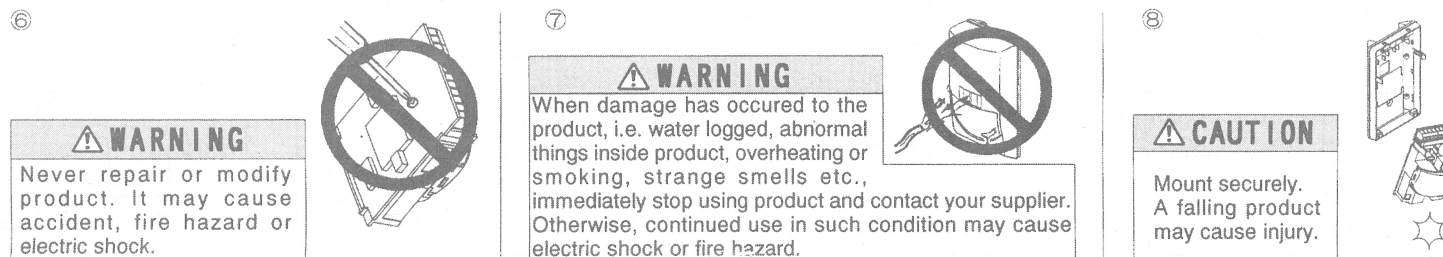 ⑥
⚠ WARNING
Never repair or modify
product. It may cause
accident, fire hazard or
electric shock.
⑦
⚠ WARNING
When damage has occured to the
product, i.e. water logged, abnormal
things inside product, overheating or
smoking, strange smells etc.,
immediately stop using product and contact your supplier.
Otherwise, continued use in such condition may cause
electric shock or fire hazard.
⑧
⚠ CAUTION
Mount securely.
A falling product
may cause injury.